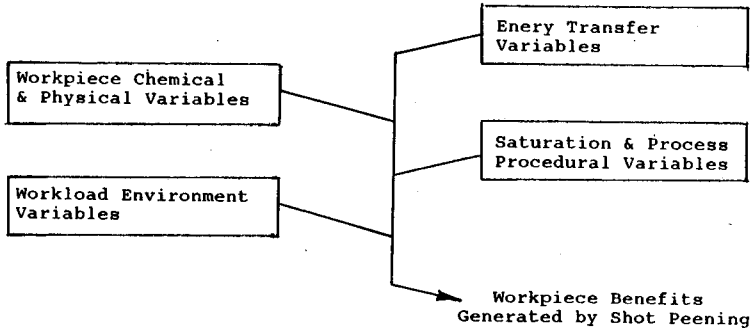 Enery Transfer
Variables
Workpiece Chemical
& Physical Variables
Saturation & Process
Procedural Variables
Workload Environment
Variables
Workpiece Benefits
Generated by Shot Peening